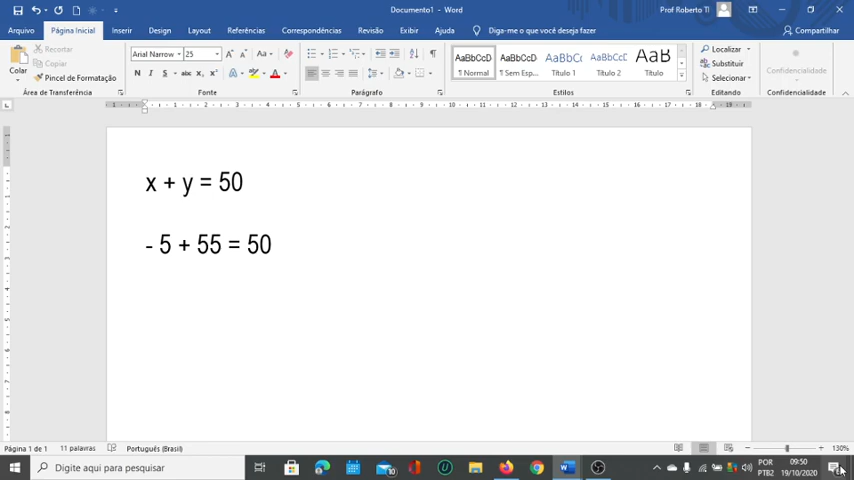 Documento1 - Word
Prof Roberto TI
Arquivo Página Inicial Inserir Design Layout Referências Correspondências Revisão Exibir Ajuda Diga-me o que você deseja fazer Compartilhar
Colar
Recortar
Copiar
Pincel de Formatação
Área de Transferência
Arial Narrow 25
N I S abc X₂ X²
Fonte
Parágrafo
AaBbCcD AaBbCcD AaBbCc AaBbCcD AaB
¶ Normal ¶ Sem Esp... Título 1 Título 2 Título
Estilos
Localizar
Substituir
Selecionar
Editando
Confidencialidade
Confidencialidade
x + y = 50
- 5 + 55 = 50
Página 1 de 1 11 palavras Português (Brasil) 130%
Digite aqui para pesquisar
POR
PTB2
09:50
19/10/2020